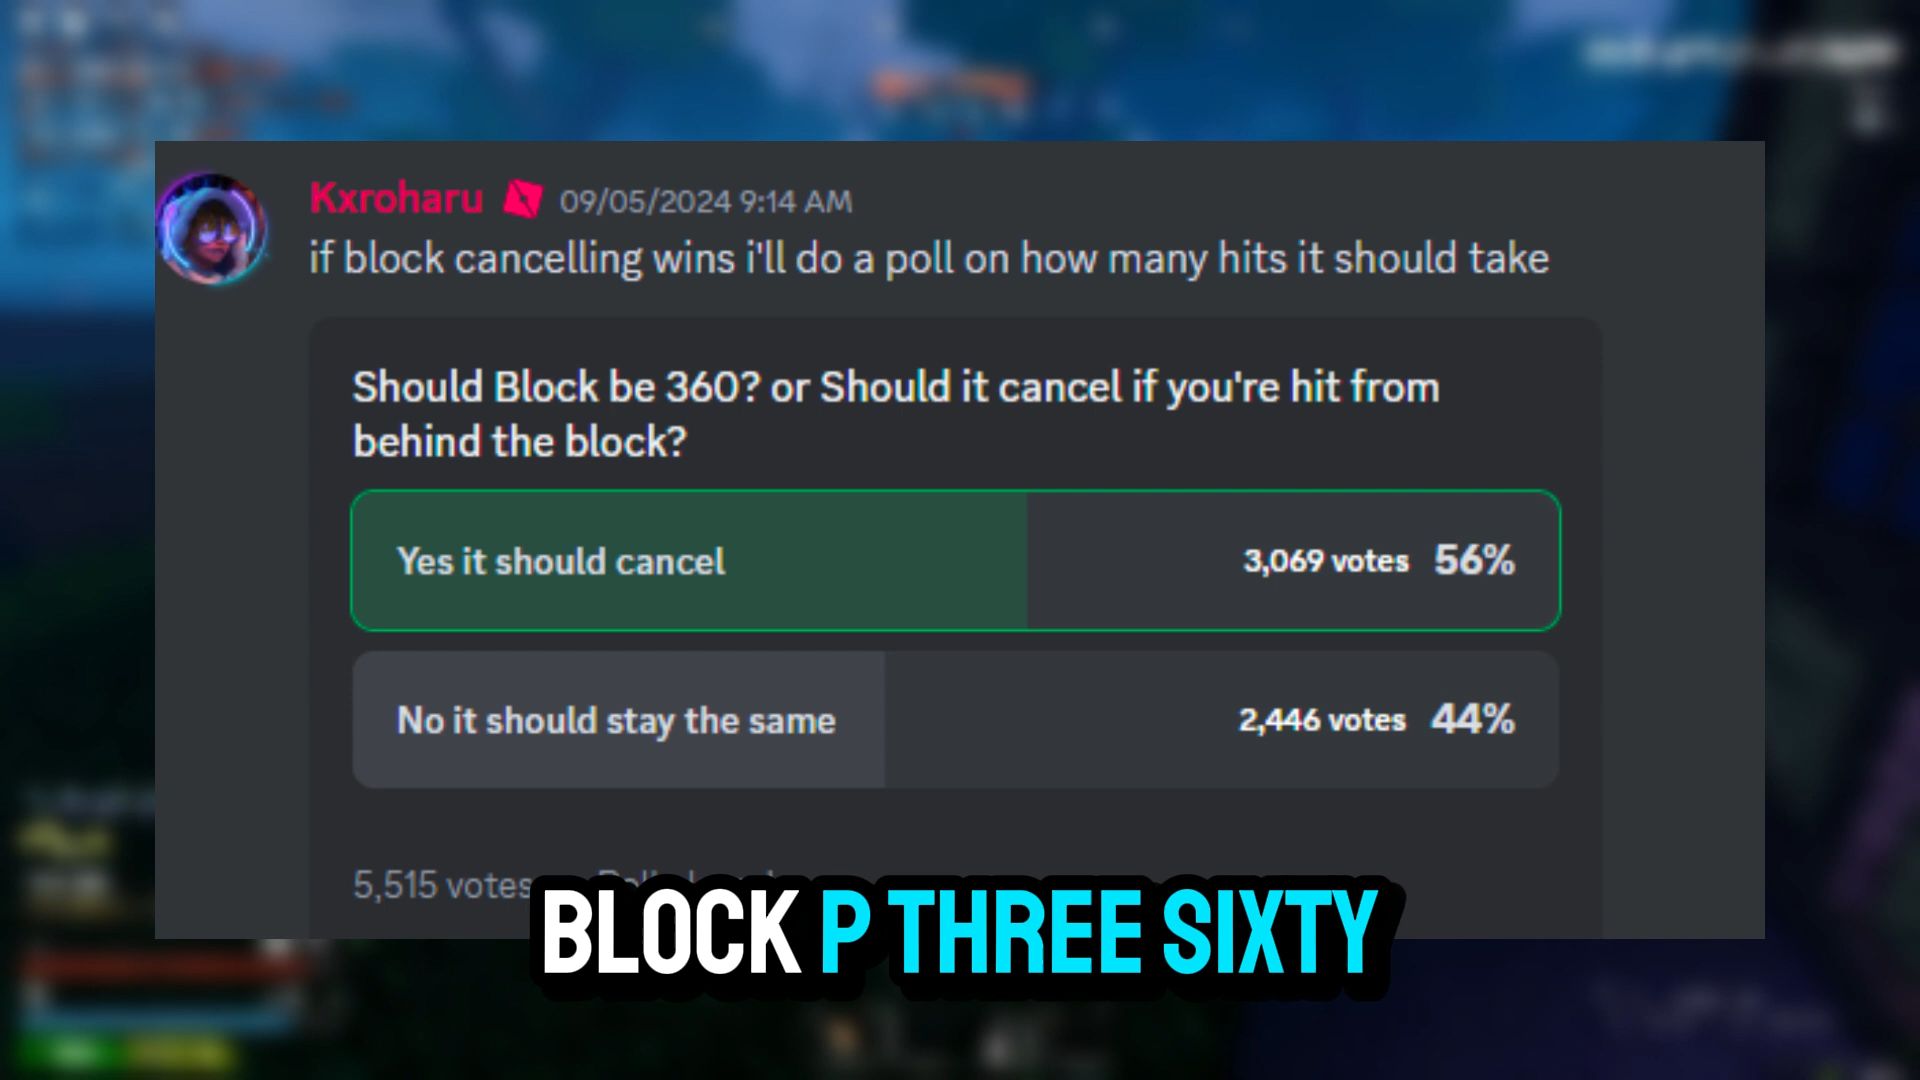 Kxroharu 09/05/2024 9:14 AM
if block cancelling wins i'll do a poll on how many hits it should take
Should Block be 360? or Should it cancel if you're hit from
behind the block?
Yes it should cancel 3,069 votes 56%
No it should stay the same 2,446 votes 44%
5,515 votes
BLOCK P THREE SIXTY